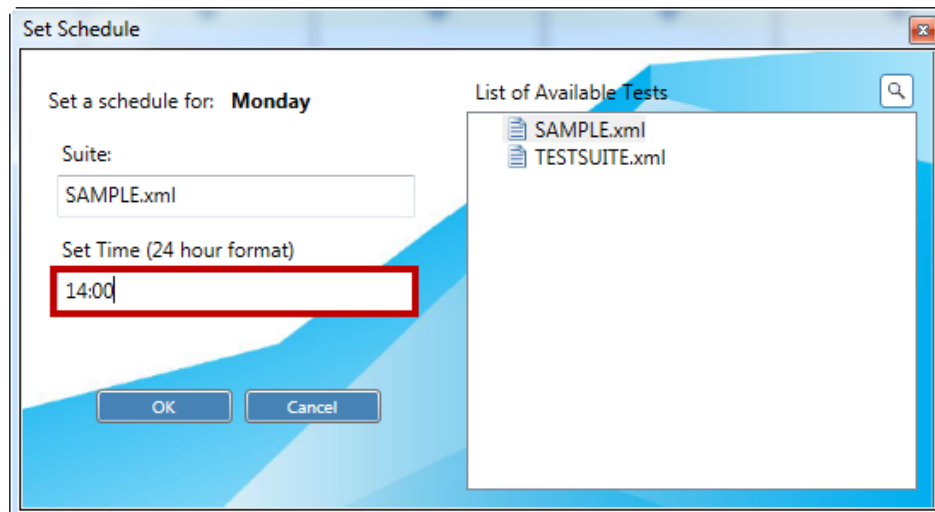 Set Schedule
Set a schedule for: Monday
Suite:
SAMPLE.xml
Set Time (24 hour format)
14:00
OK
Cancel
List of Available Tests
SAMPLE.xml
TESTSUITE.xml